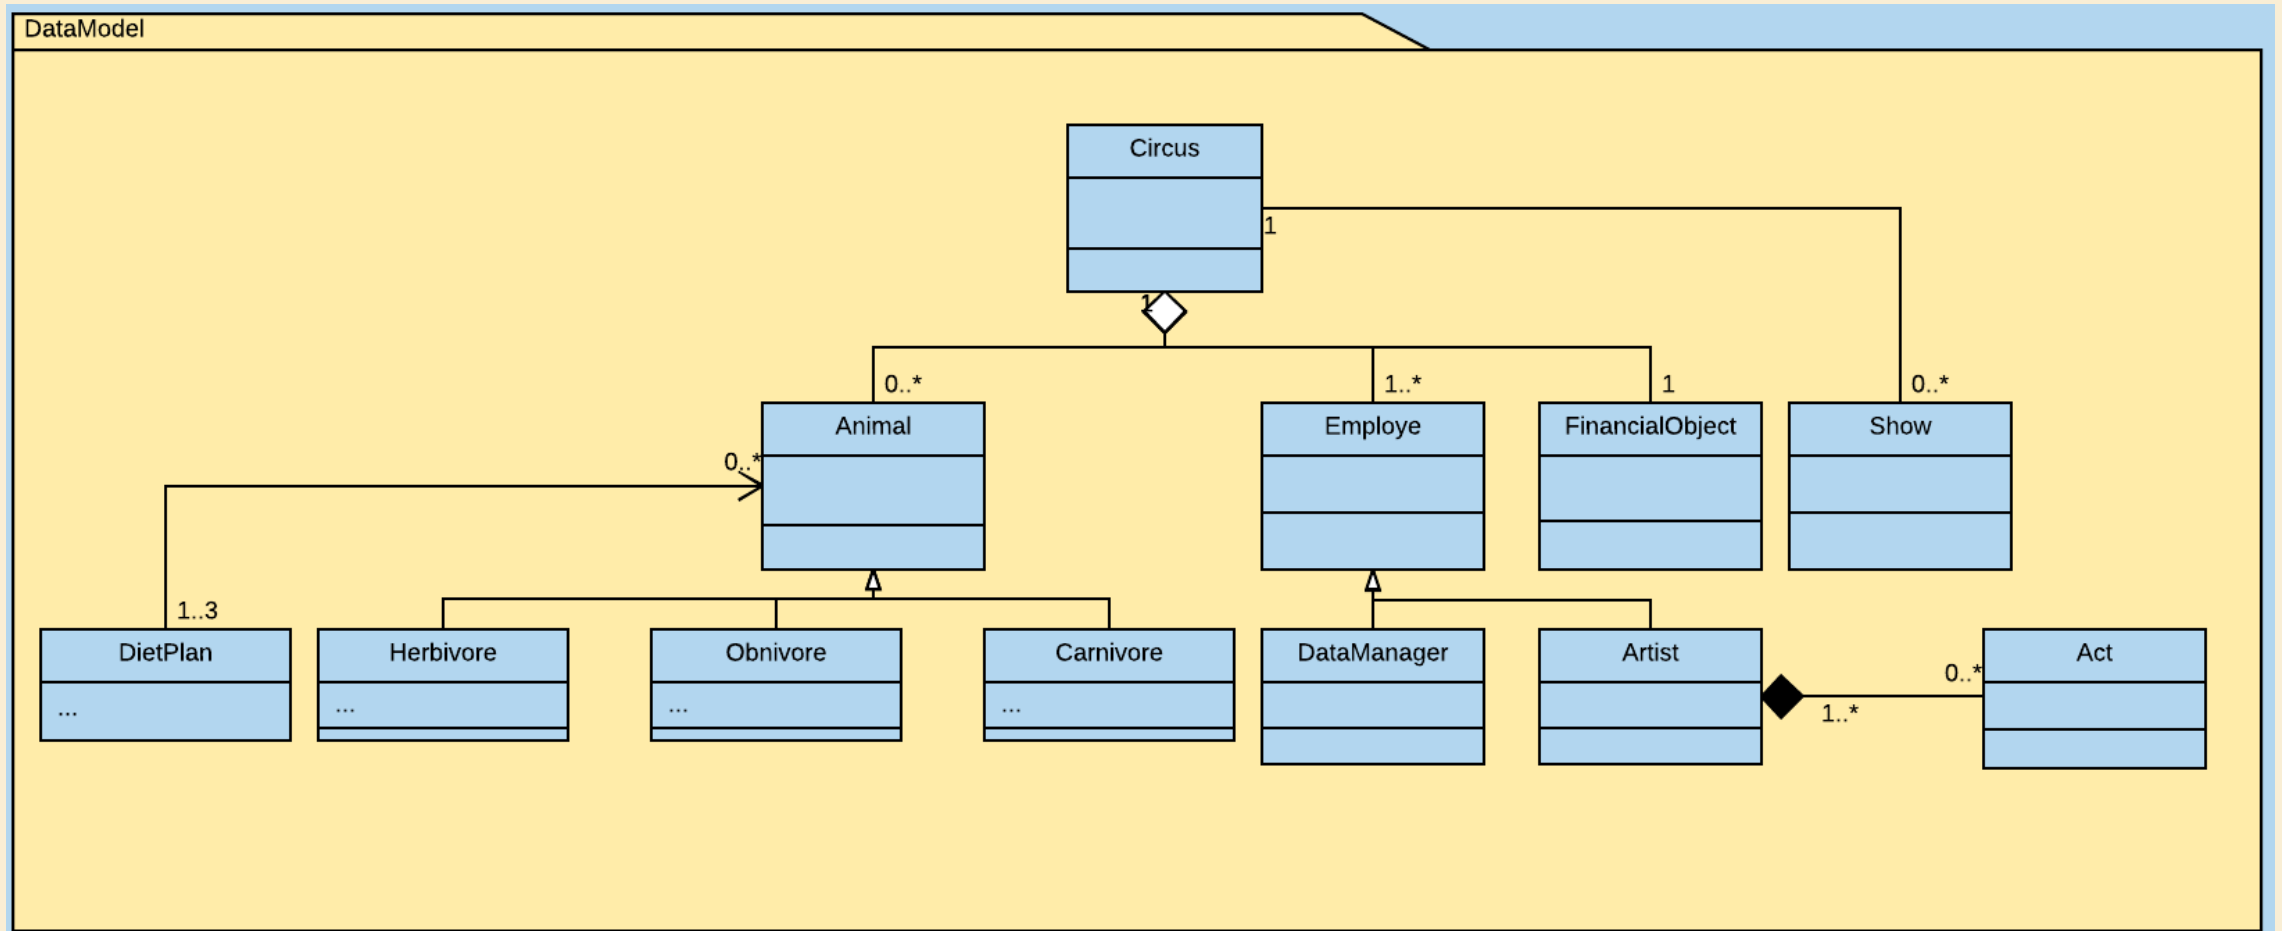 DataModel
Circus
1
1
0..*
1..*
1
0..*
Animal
Employe
FinancialObject
Show
0..*
1..3
DietPlan
Herbivore
Obnivore
Carnivore
DataManager
Artist
Act
0..*
1..*
...
...
...
...